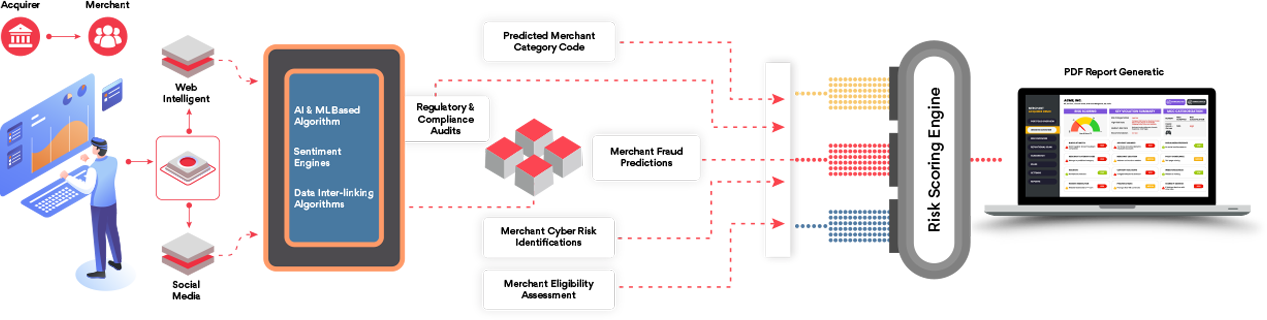 Acquirer
Merchant
Web
Intelligent
Social
Media
AI & MLBased
Algorithm
Sentiment
Engines
Data Inter-linking
Algorithms
Regulatory &
Compliance
Audits
Predicted Merchant
Category Code
Merchant Fraud
Predictions
Merchant Cyber Risk
Identifications
Merchant Eligibility
Assessment
Risk Scoring Engine
PDF Report Generatic
ACME, INC.